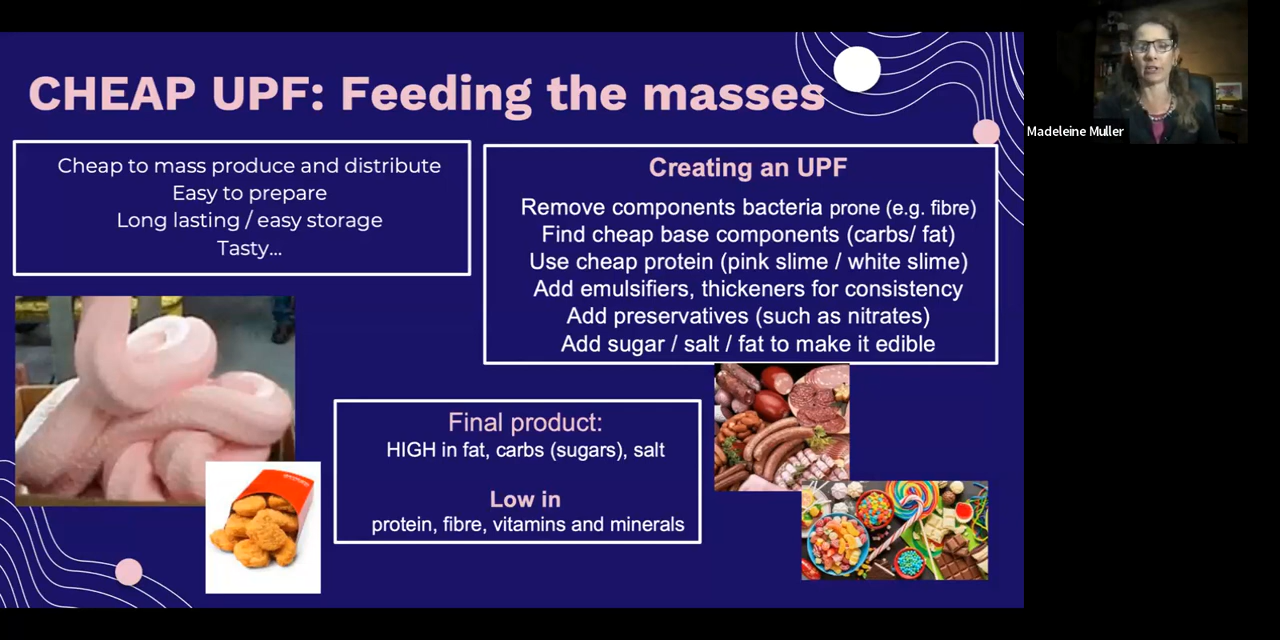 CHEAP UPF: Feeding the masses
Cheap to mass produce and distribute
Easy to prepare
Long lasting / easy storage
Tasty...
Creating an UPF
Remove components bacteria prone (e.g. fibre)
Find cheap base components (carbs/ fat)
Use cheap protein (pink slime / white slime)
Add emulsifiers, thickeners for consistency
Add preservatives (such as nitrates)
Add sugar / salt / fat to make it edible
Final product:
HIGH in fat, carbs (sugars), salt
Low in
protein, fibre, vitamins and minerals
Madeleine Muller